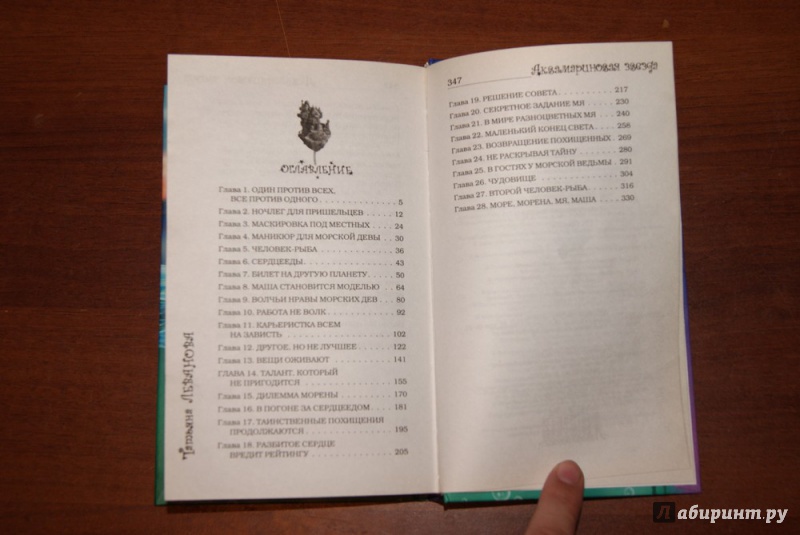 ОГЛАВЛЕНИЕ
Глава 1. ОДИН ПРОТИВ ВСЕХ,
ВСЕ ПРОТИВ ОДНОГО . . . . . . . . . . . . . . 5
Глава 2. НОЧЛЕГ ДЛЯ ПРИШЕЛЬЦЕВ . . . . 12
Глава 3. МАСКИРОВКА ПОД МЕСТНЫХ . . . 24
Глава 4. МАНИКЮР ДЛЯ МОРСКОЙ ДЕВЫ . 30
Глава 5. ЧЕЛОВЕК-РЫБА . . . . . . . . . . . . . . 36
Глава 6. СЕРДЦЕЕДЫ . . . . . . . . . . . . . . . . . 43
Глава 7. БИЛЕТ НА ДРУГУЮ ПЛАНЕТУ. . . . 50
Глава 8. МАША СТАНОВИТСЯ МОДЕЛЬЮ . 64
Глава 9. ВОЛЧЬИ НРАВЫ МОРСКИХ ДЕВ . . 80
Глава 10. РАБОТА НЕ ВОЛК . . . . . . . . . . . . 92
Глава 11. КАРЬЕРИСТКА ВСЕМ
НА ЗАВИСТЬ . . . . . . . . . . . . . . . . . . . 102
Глава 12. ДРУГОЕ, НО НЕ ЛУЧШЕЕ . . . . . . 122
Глава 13. ВЕЩИ ОЖИВАЮТ . . . . . . . . . . . 141
ГЛАВА 14. ТАЛАНТ, КОТОРЫЙ
НЕ ПРИГОДИТСЯ . . . . . . . . . . . . . . . 155
Глава 15. ДИЛЕММА МОРЕНЫ . . . . . . . . . 170
Глава 16. В ПОГОНЕ ЗА СЕРДЦЕЕДОМ . . . . 181
Глава 17. ТАИНСТВЕННЫЕ ПОХИЩЕНИЯ
ПРОДОЛЖАЮТСЯ . . . . . . . . . . . . . . . 195
Глава 18. РАЗБИТОЕ СЕРДЦЕ
ВРЕДИТ РЕЙТИНГУ . . . . . . . . . . . . . . 205
Татьяна ЛЕВАНОВА
347
Аквамариновая звезда
Глава 19. РЕШЕНИЕ СОВЕТА . . . . . . . . . . . 217
Глава 20. СЕКРЕТНОЕ ЗАДАНИЕ МЯ . . . . . 230
Глава 21. В МИРЕ РАЗНОЦВЕТНЫХ МЯ . . . 240
Глава 22. МАЛЕНЬКИЙ КОНЕЦ СВЕТА . . . . 256
Глава 23. ВОЗВРАЩЕНИЕ ПОХИЩЕННЫХ . 269
Глава 24. НЕ РАСКРЫВАЯ ТАЙНУ . . . . . . . 280
Глава 25. В ГОСТЯХ У МОРСКОЙ ВЕДЬМЫ . 291
Глава 26. ЧУДОВИЩЕ . . . . . . . . . . . . . . . . 304
Глава 27. ВТОРОЙ ЧЕЛОВЕК-РЫБА . . . . . . 316
Глава 28. МОРЕ, МОРЕНА, МЯ, МАША . . . . 330
Лабиринт.ру